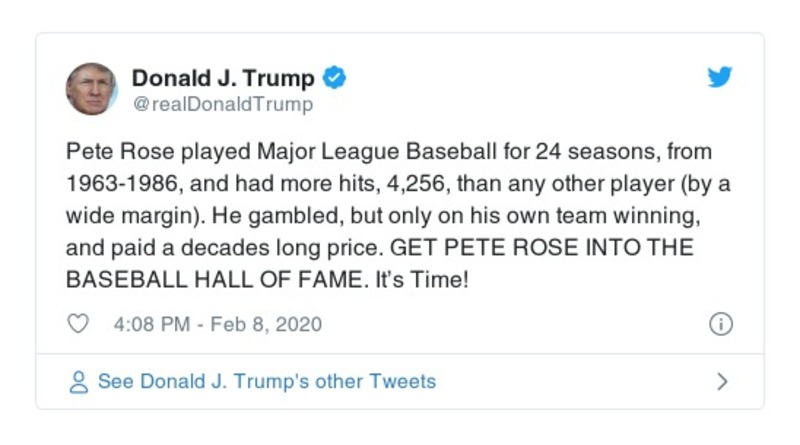 Donald J. Trump
@realDonaldTrump
Pete Rose played Major League Baseball for 24 seasons, from
1963-1986, and had more hits, 4,256, than any other player (by a
wide margin). He gambled, but only on his own team winning,
and paid a decades long price. GET PETE ROSE INTO THE
BASEBALL HALL OF FAME. It’s Time!
4:08 PM - Feb 8, 2020
See Donald J. Trump's other Tweets